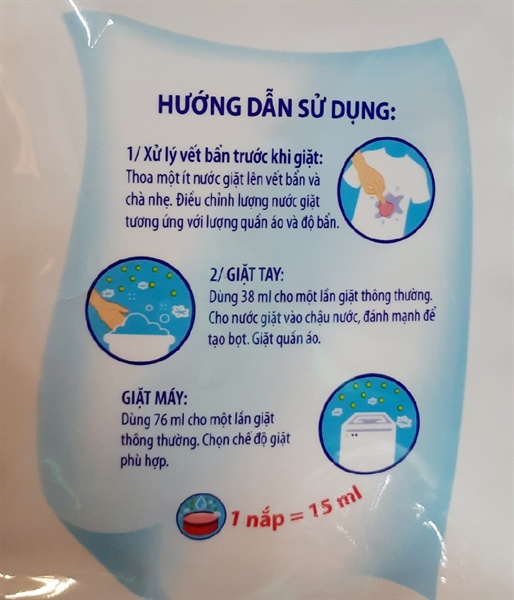 HƯỚNG DẪN SỬ DỤNG:
1/ Xử lý vết bẩn trước khi giặt:
Thoa một ít nước giặt lên vết bẩn và
chà nhẹ. Điều chỉnh lượng nước giặt
tương ứng với lượng quần áo và độ bẩn.
2/ GIẶT TAY:
Dùng 38 ml cho một lần giặt thông thường.
Cho nước giặt vào chậu nước, đánh mạnh để
tạo bọt. Giặt quần áo.
GIẶT MÁY:
Dùng 76 ml cho một lần giặt
thông thường. Chọn chế độ giặt
phù hợp.
1 nắp = 15 ml